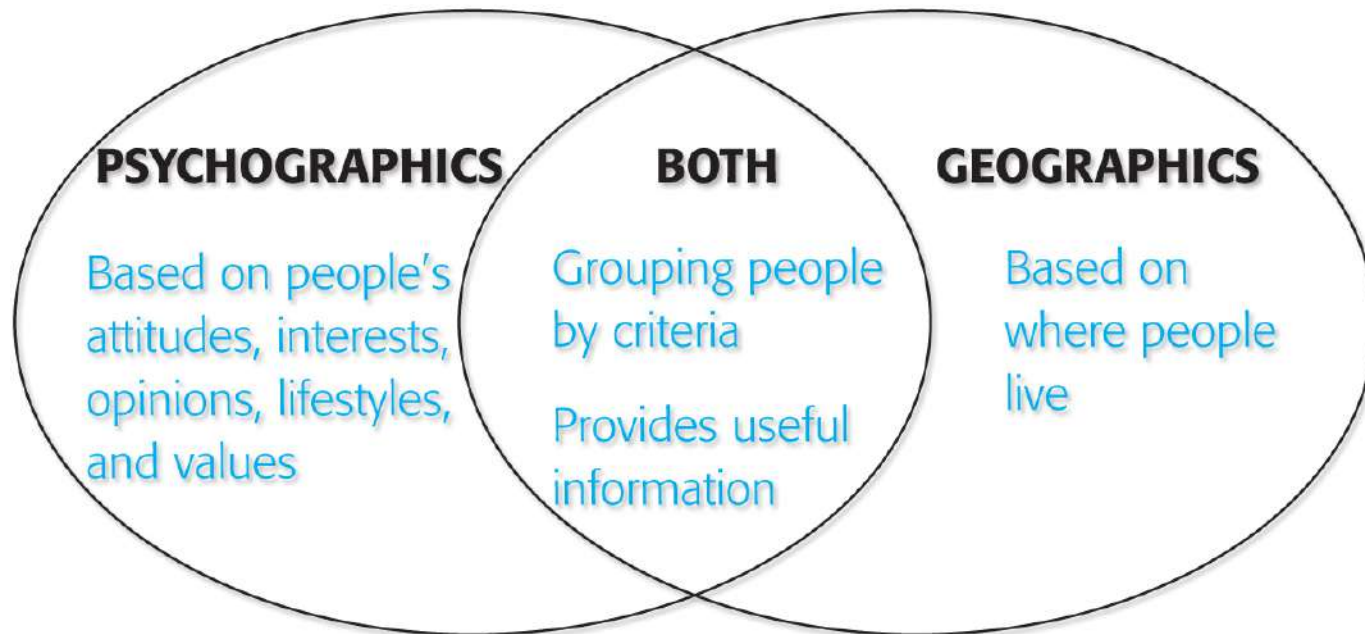 PSYCHOGRAPHICS
Based on people's
attitudes, interests,
opinions, lifestyles,
and values
BOTH
Grouping people
by criteria
Provides useful
information
GEOGRAPHICS
Based on
where people
live